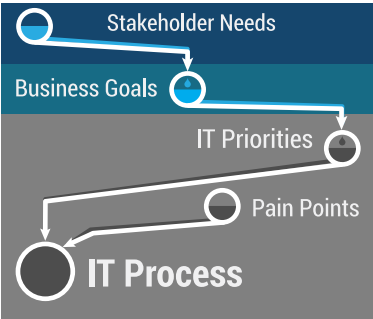 Stakeholder Needs
Business Goals
IT Priorities
Pain Points
IT Process